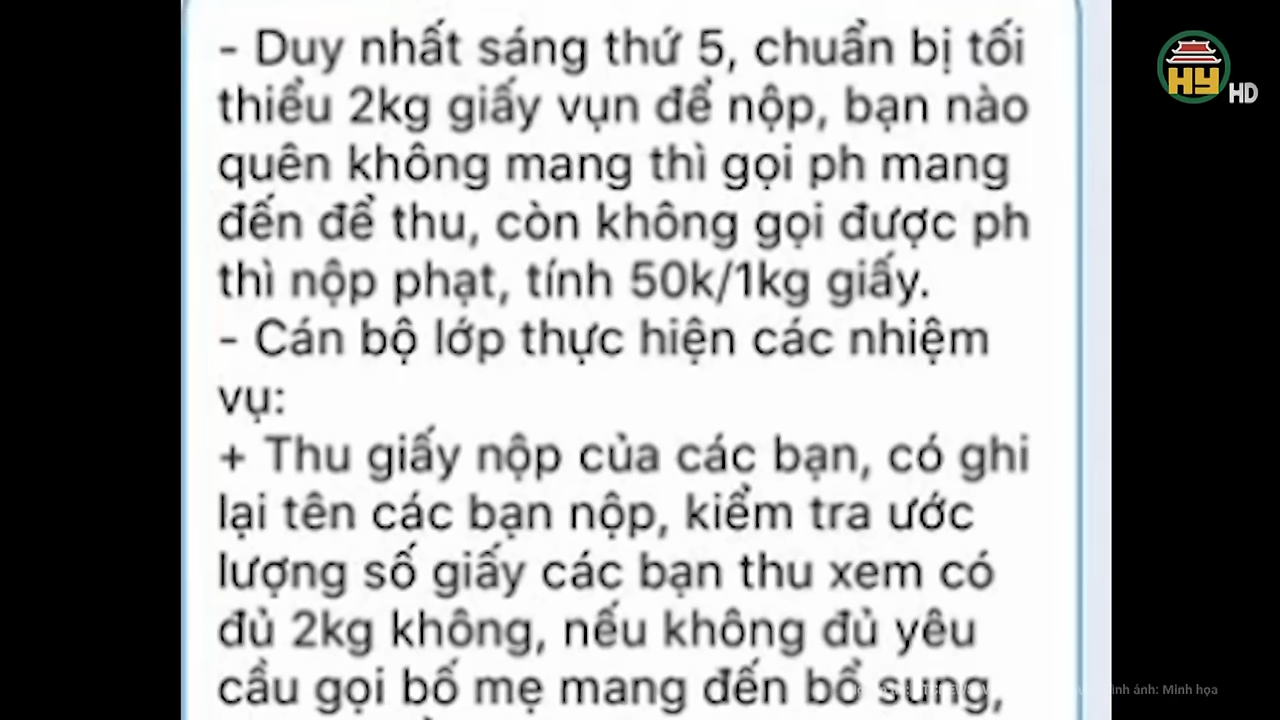 - Duy nhất sáng thứ 5, chuẩn bị tối
thiểu 2kg giấy vụn để nộp, bạn nào
quên không mang thì gọi ph mang
đến để thu, còn không gọi được ph
thì nộp phạt, tính 50k/1kg giấy.
- Cán bộ lớp thực hiện các nhiệm
vụ:
+ Thu giấy nộp của các bạn, có ghi
lại tên các bạn nộp, kiểm tra ước
lượng số giấy các bạn thu xem có
đủ 2kg không, nếu không đủ yêu
cầu gọi bố mẹ mang đến bổ sung,
HY HD
ảnh: Minh họa